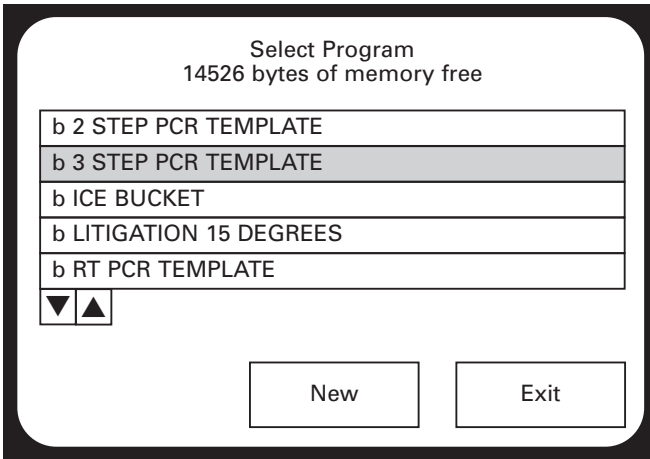 Select Program
14526 bytes of memory free
b 2 STEP PCR TEMPLATE
b 3 STEP PCR TEMPLATE
b ICE BUCKET
b LITIGATION 15 DEGREES
b RT PCR TEMPLATE
New
Exit